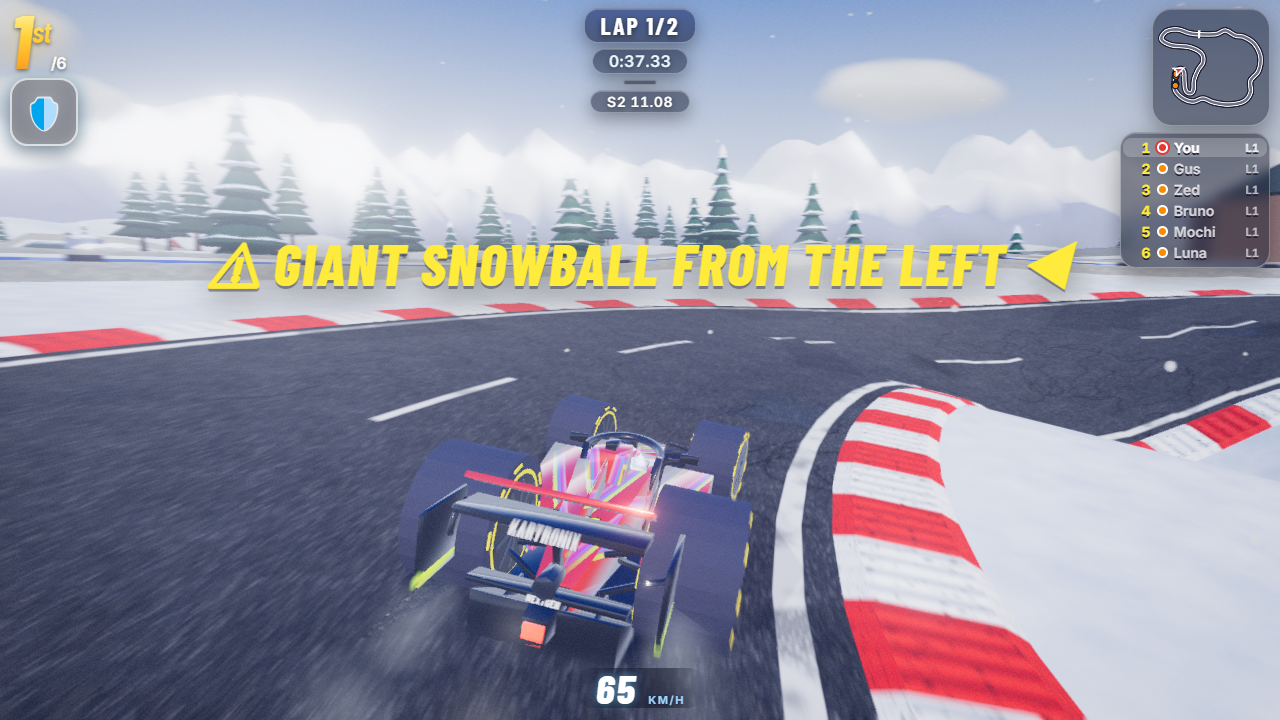 1st
/6
LAP 1/2
0:37.33
S2 11.08
1 You L1
2 Gus L1
3 Zed L1
4 Bruno L1
5 Mochi L1
6 Luna L1
GIANT SNOWBALL FROM THE LEFT
KARTRONIX
65 KM/H